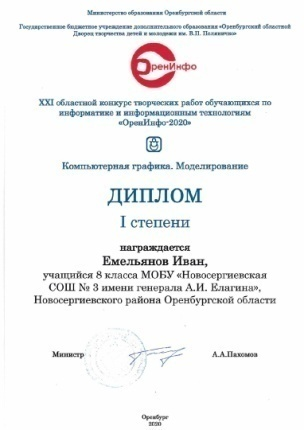 Министерство образования Оренбургской области
Государственное бюджетное учреждение дополнительного образования «Оренбургский областной
Дворец творчества детей и молодежи им. В.П. Поляничко»
ОренИнфо
XXI областной конкурс творческих работ обучающихся по
информатике и информационным технологиям
«ОренИнфо-2020»
Компьютерная графика. Моделирование
ДИПЛОМ
I степени
награждается
Емельянов Иван,
учащийся 8 класса МОБУ «Новосергиевская
СОШ № 3 имени генерала А.И. Елагина»,
Новосергиевского района Оренбургской области
Министр
А.А.Пахомов
Оренбург
2020